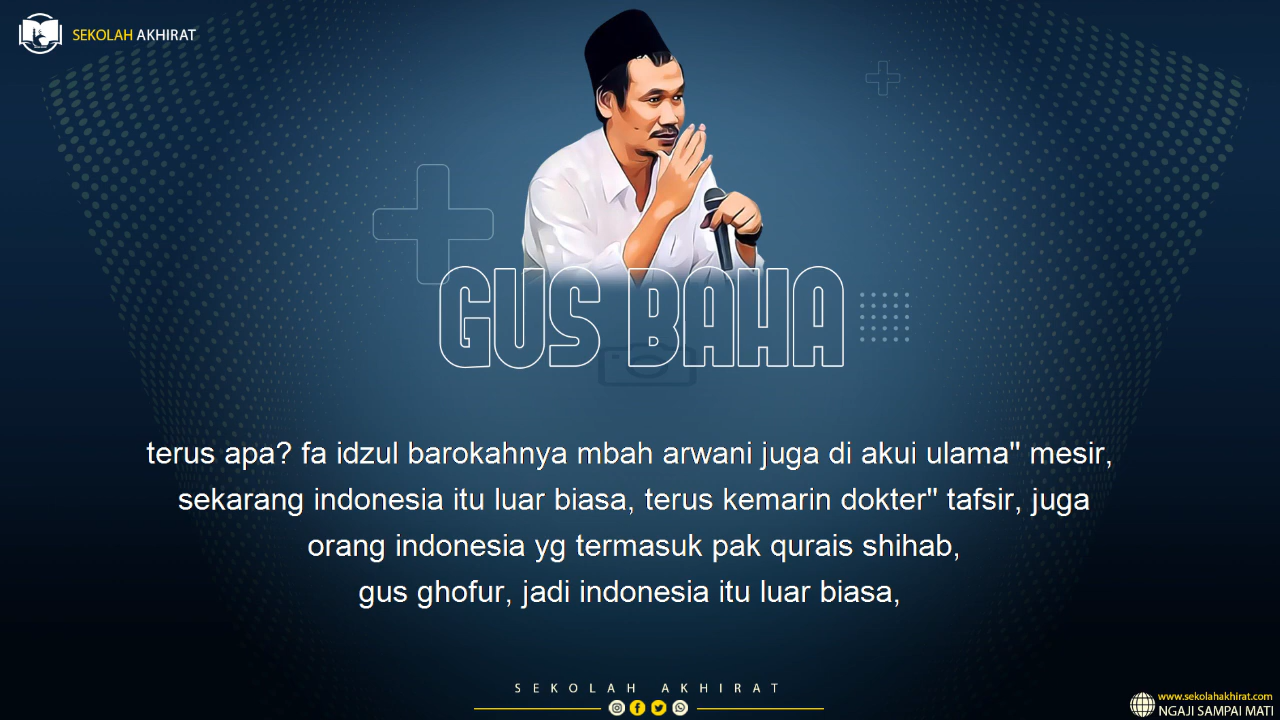 SEKOLAH AKHIRAT
GUS BAHA
terus apa? fa idzul barokahnya mbah arwani juga di akui ulama" mesir,
sekarang indonesia itu luar biasa, terus kemarin dokter" tafsir, juga
orang indonesia yg termasuk pak qurais shihab,
gus ghofur, jadi indonesia itu luar biasa,
SEKOLAH AKHIRAT
www.sekolahakhirat.com
NGAJI SAMPAI MATI